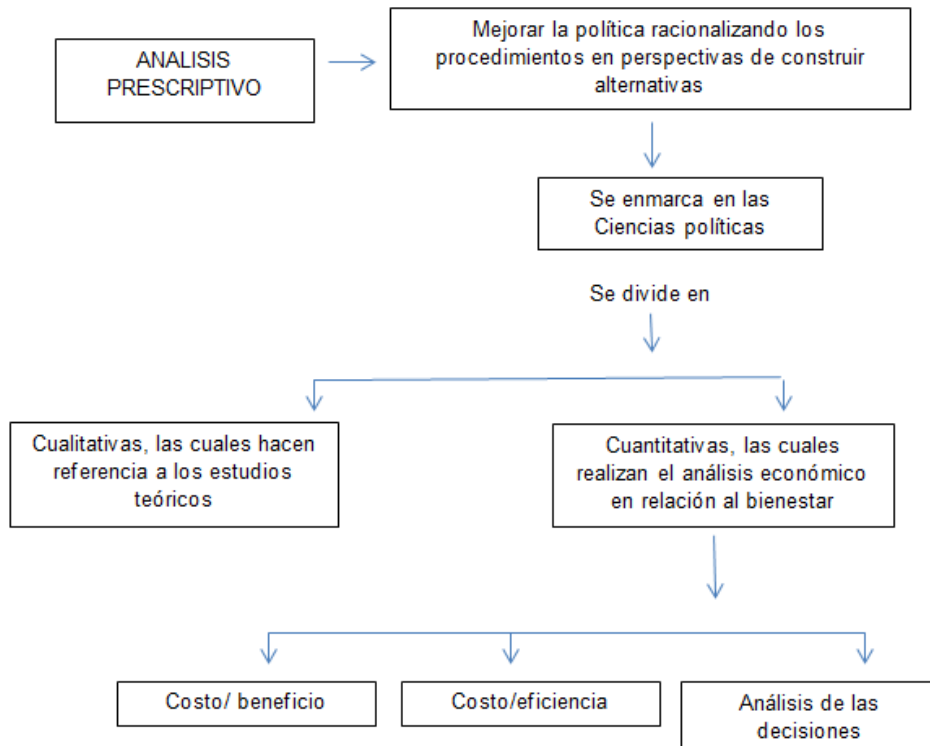 ANALISIS
PRESCRIPTIVO
Mejorar la política racionalizando los
procedimientos en perspectivas de construir
alternativas
Se enmarca en las
Ciencias políticas
Se divide en
Cualitativas, las cuales hacen
referencia a los estudios
teóricos
Cuantitativas, las cuales
realizan el análisis económico
en relación al bienestar
Costo/ beneficio
Costo/eficiencia
Análisis de las
decisiones